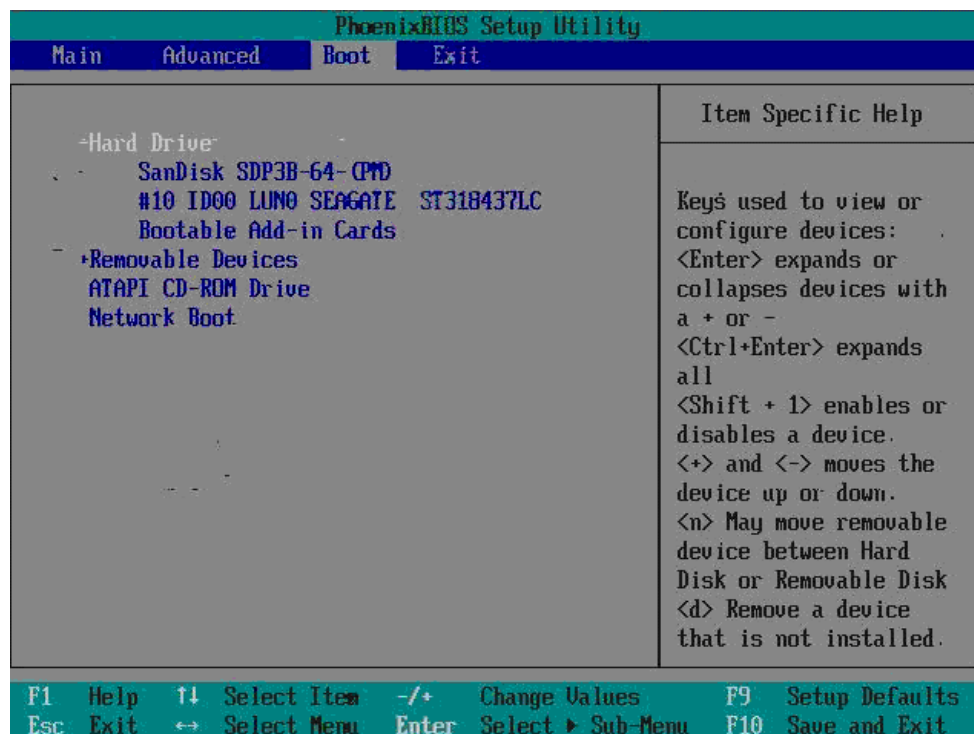 PhoenixBIOS Setup Utility
Main Advanced Boot Exit
-Hard Drive
SanDisk SDP3B-64-(PM)
#10 ID00 LUN0 SEAGATE ST318437LC
Bootable Add-in Cards
+Removable Devices
ATAPI CD-ROM Drive
Network Boot
Item Specific Help
Keys used to view or
configure devices:
<Enter> expands or
collapses devices with
a + or -
<Ctrl+Enter> expands
all
<Shift + 1> enables or
disables a device.
<+> and <-> moves the
device up or down.
<n> May move removable
device between Hard
Disk or Removable Disk
<d> Remove a device
that is not installed.
F1 Help ↑↓ Select Item -/+ Change Values F9 Setup Defaults
Esc Exit ↔ Select Menu Enter Select ▶ Sub-Menu F10 Save and Exit